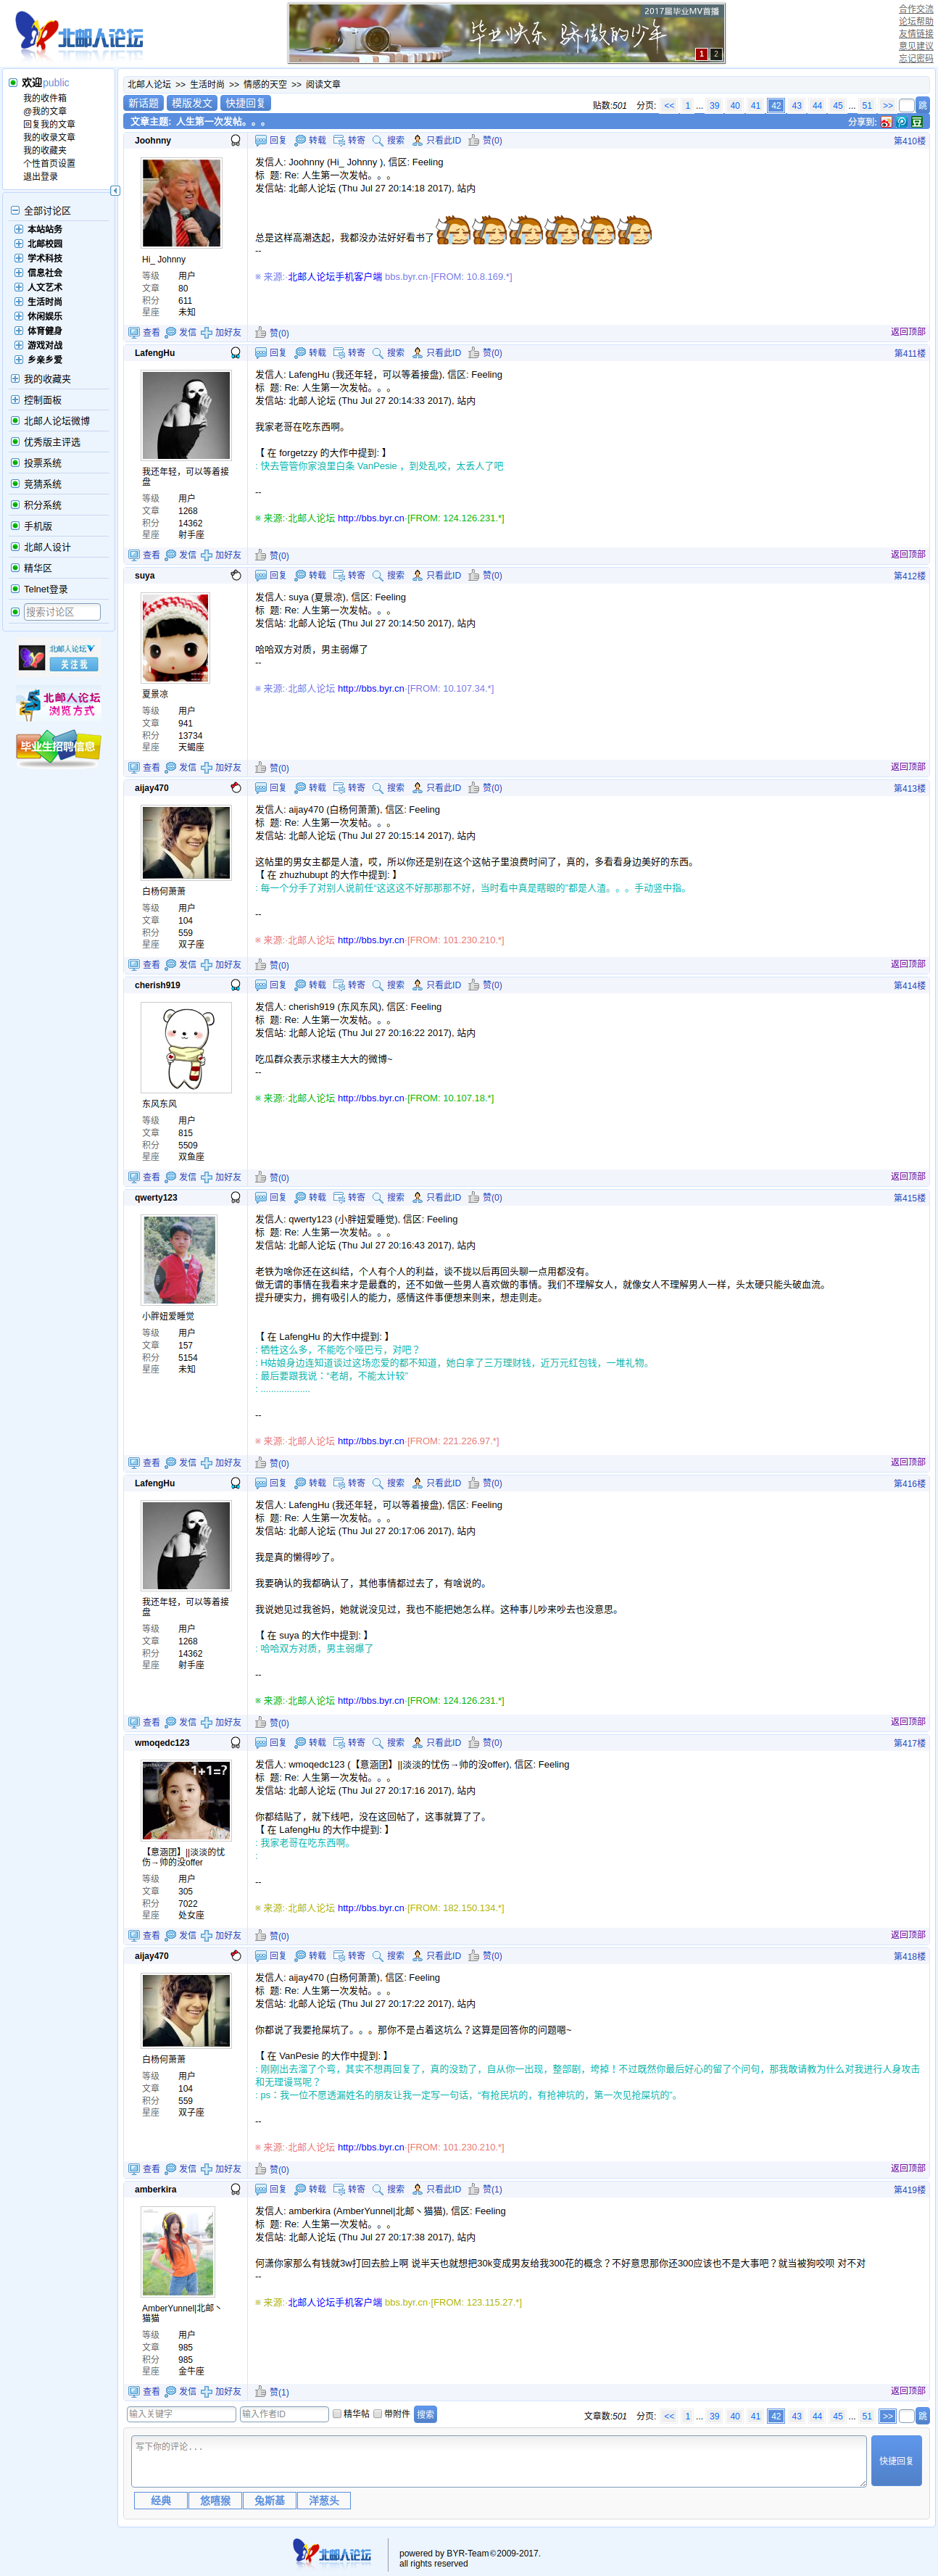 北邮人论坛
2017届毕业MV首播
毕业快乐 骄傲的少年
1 2
合作交流
论坛帮助
友情链接
意见建议
忘记密码
欢迎public
我的收件箱
@我的文章
回复我的文章
我的收录文章
我的收藏夹
个性首页设置
退出登录
全部讨论区
本站站务
北邮校园
学术科技
信息社会
人文艺术
生活时尚
休闲娱乐
体育健身
游戏对战
乡亲乡爱
我的收藏夹
控制面板
北邮人论坛微博
优秀版主评选
投票系统
竞猜系统
积分系统
手机版
北邮人设计
精华区
Telnet登录
搜索讨论区
北邮人论坛
关注我
北邮人论坛
浏览方式
毕业生招聘信息
北邮人论坛 >> 生活时尚 >> 情感的天空 >> 阅读文章
新话题 模版发文 快捷回复
贴数:501 分页: << 1 ... 39 40 41 42 43 44 45 ... 51 >> 跳
文章主题: 人生第一次发帖。。。
分享到:
Joohnny
回复 转载 转寄 搜索 只看此ID 赞(0) 第410楼
Hi_ Johnny
等级 用户
文章 80
积分 611
星座 未知
发信人: Joohnny (Hi_ Johnny ), 信区: Feeling
标 题: Re: 人生第一次发帖。。。
发信站: 北邮人论坛 (Thu Jul 27 20:14:18 2017), 站内
总是这样高潮迭起，我都没办法好好看书了
--
※ 来源:·北邮人论坛手机客户端 bbs.byr.cn·[FROM: 10.8.169.*]
查看 发信 加好友 赞(0) 返回顶部
LafengHu
回复 转载 转寄 搜索 只看此ID 赞(0) 第411楼
我还年轻，可以等着接盘
等级 用户
文章 1268
积分 14362
星座 射手座
发信人: LafengHu (我还年轻，可以等着接盘), 信区: Feeling
标 题: Re: 人生第一次发帖。。。
发信站: 北邮人论坛 (Thu Jul 27 20:14:33 2017), 站内
我家老哥在吃东西啊。
【 在 forgetzzy 的大作中提到: 】
: 快去管管你家浪里白条 VanPesie ，到处乱咬，太丢人了吧
--
※ 来源:·北邮人论坛 http://bbs.byr.cn·[FROM: 124.126.231.*]
查看 发信 加好友 赞(0) 返回顶部
suya
回复 转载 转寄 搜索 只看此ID 赞(0) 第412楼
夏景凉
等级 用户
文章 941
积分 13734
星座 天蝎座
发信人: suya (夏景凉), 信区: Feeling
标 题: Re: 人生第一次发帖。。。
发信站: 北邮人论坛 (Thu Jul 27 20:14:50 2017), 站内
哈哈双方对质，男主弱爆了
--
※ 来源:·北邮人论坛 http://bbs.byr.cn·[FROM: 10.107.34.*]
查看 发信 加好友 赞(0) 返回顶部
aijay470
回复 转载 转寄 搜索 只看此ID 赞(0) 第413楼
白杨何萧萧
等级 用户
文章 104
积分 559
星座 双子座
发信人: aijay470 (白杨何萧萧), 信区: Feeling
标 题: Re: 人生第一次发帖。。。
发信站: 北邮人论坛 (Thu Jul 27 20:15:14 2017), 站内
这帖里的男女主都是人渣，哎，所以你还是别在这个这帖子里浪费时间了，真的，多看看身边美好的东西。
【 在 zhuzhubupt 的大作中提到: 】
: 每一个分手了对别人说前任“这这这不好那那那不好，当时看中真是瞎眼的”都是人渣。。。手动竖中指。
--
※ 来源:·北邮人论坛 http://bbs.byr.cn·[FROM: 101.230.210.*]
查看 发信 加好友 赞(0) 返回顶部
cherish919
回复 转载 转寄 搜索 只看此ID 赞(0) 第414楼
东风东风
等级 用户
文章 815
积分 5509
星座 双鱼座
发信人: cherish919 (东风东风), 信区: Feeling
标 题: Re: 人生第一次发帖。。。
发信站: 北邮人论坛 (Thu Jul 27 20:16:22 2017), 站内
吃瓜群众表示求楼主大大的微博~
--
※ 来源:·北邮人论坛 http://bbs.byr.cn·[FROM: 10.107.18.*]
查看 发信 加好友 赞(0) 返回顶部
qwerty123
回复 转载 转寄 搜索 只看此ID 赞(0) 第415楼
小胖妞爱睡觉
等级 用户
文章 157
积分 5154
星座 未知
发信人: qwerty123 (小胖妞爱睡觉), 信区: Feeling
标 题: Re: 人生第一次发帖。。。
发信站: 北邮人论坛 (Thu Jul 27 20:16:43 2017), 站内
老铁为啥你还在这纠结，个人有个人的利益，谈不拢以后再回头聊一点用都没有。
做无谓的事情在我看来才是最蠢的，还不如做一些男人喜欢做的事情。我们不理解女人，就像女人不理解男人一样，头太硬只能头破血流。
提升硬实力，拥有吸引人的能力，感情这件事便想来则来，想走则走。
【 在 LafengHu 的大作中提到: 】
: 牺牲这么多，不能吃个哑巴亏，对吧？
: H姑娘身边连知道谈过这场恋爱的都不知道，她白拿了三万理财钱，近万元红包钱，一堆礼物。
: 最后要跟我说：“老胡，不能太计较”
: ...................
--
※ 来源:·北邮人论坛 http://bbs.byr.cn·[FROM: 221.226.97.*]
查看 发信 加好友 赞(0) 返回顶部
LafengHu
回复 转载 转寄 搜索 只看此ID 赞(0) 第416楼
我还年轻，可以等着接盘
等级 用户
文章 1268
积分 14362
星座 射手座
发信人: LafengHu (我还年轻，可以等着接盘), 信区: Feeling
标 题: Re: 人生第一次发帖。。。
发信站: 北邮人论坛 (Thu Jul 27 20:17:06 2017), 站内
我是真的懒得吵了。
我要确认的我都确认了，其他事情都过去了，有啥说的。
我说她见过我爸妈，她就说没见过，我也不能把她怎么样。这种事儿吵来吵去也没意思。
【 在 suya 的大作中提到: 】
: 哈哈双方对质，男主弱爆了
--
※ 来源:·北邮人论坛 http://bbs.byr.cn·[FROM: 124.126.231.*]
查看 发信 加好友 赞(0) 返回顶部
wmoqedc123
回复 转载 转寄 搜索 只看此ID 赞(0) 第417楼
1+1=?
【意涵团】||淡淡的忧伤→帅的没offer
等级 用户
文章 305
积分 7022
星座 处女座
发信人: wmoqedc123 (【意涵团】||淡淡的忧伤→帅的没offer), 信区: Feeling
标 题: Re: 人生第一次发帖。。。
发信站: 北邮人论坛 (Thu Jul 27 20:17:16 2017), 站内
你都结贴了，就下线吧，没在这回帖了，这事就算了了。
【 在 LafengHu 的大作中提到: 】
: 我家老哥在吃东西啊。
:
--
※ 来源:·北邮人论坛 http://bbs.byr.cn·[FROM: 182.150.134.*]
查看 发信 加好友 赞(0) 返回顶部
aijay470
回复 转载 转寄 搜索 只看此ID 赞(0) 第418楼
白杨何萧萧
等级 用户
文章 104
积分 559
星座 双子座
发信人: aijay470 (白杨何萧萧), 信区: Feeling
标 题: Re: 人生第一次发帖。。。
发信站: 北邮人论坛 (Thu Jul 27 20:17:22 2017), 站内
你都说了我要抢屎坑了。。。那你不是占着这坑么？这算是回答你的问题嗯~
【 在 VanPesie 的大作中提到: 】
: 刚刚出去溜了个弯，其实不想再回复了，真的没劲了，自从你一出现，整部剧，垮掉！不过既然你最后好心的留了个问句，那我敢请教为什么对我进行人身攻击和无理谩骂呢？
: ps：我一位不愿透漏姓名的朋友让我一定写一句话，“有抢民坑的，有抢神坑的，第一次见抢屎坑的”。
--
※ 来源:·北邮人论坛 http://bbs.byr.cn·[FROM: 101.230.210.*]
查看 发信 加好友 赞(0) 返回顶部
amberkira
回复 转载 转寄 搜索 只看此ID 赞(1) 第419楼
AmberYunnel|北邮丶猫猫
等级 用户
文章 985
积分 985
星座 金牛座
发信人: amberkira (AmberYunnel|北邮丶猫猫), 信区: Feeling
标 题: Re: 人生第一次发帖。。。
发信站: 北邮人论坛 (Thu Jul 27 20:17:38 2017), 站内
何潇你家那么有钱就3w打回去脸上啊 说半天也就想把30k变成男友给我300花的概念？不好意思那你还300应该也不是大事吧？就当被狗咬呗 对不对
--
※ 来源:·北邮人论坛手机客户端 bbs.byr.cn·[FROM: 123.115.27.*]
查看 发信 加好友 赞(1) 返回顶部
输入关键字 输入作者ID 精华帖 带附件 搜索
文章数:501 分页: << 1 ... 39 40 41 42 43 44 45 ... 51 >> 跳
写下你的评论...
快捷回复
经典 悠嘻猴 兔斯基 洋葱头
北邮人论坛
powered by BYR-Team©2009-2017.
all rights reserved